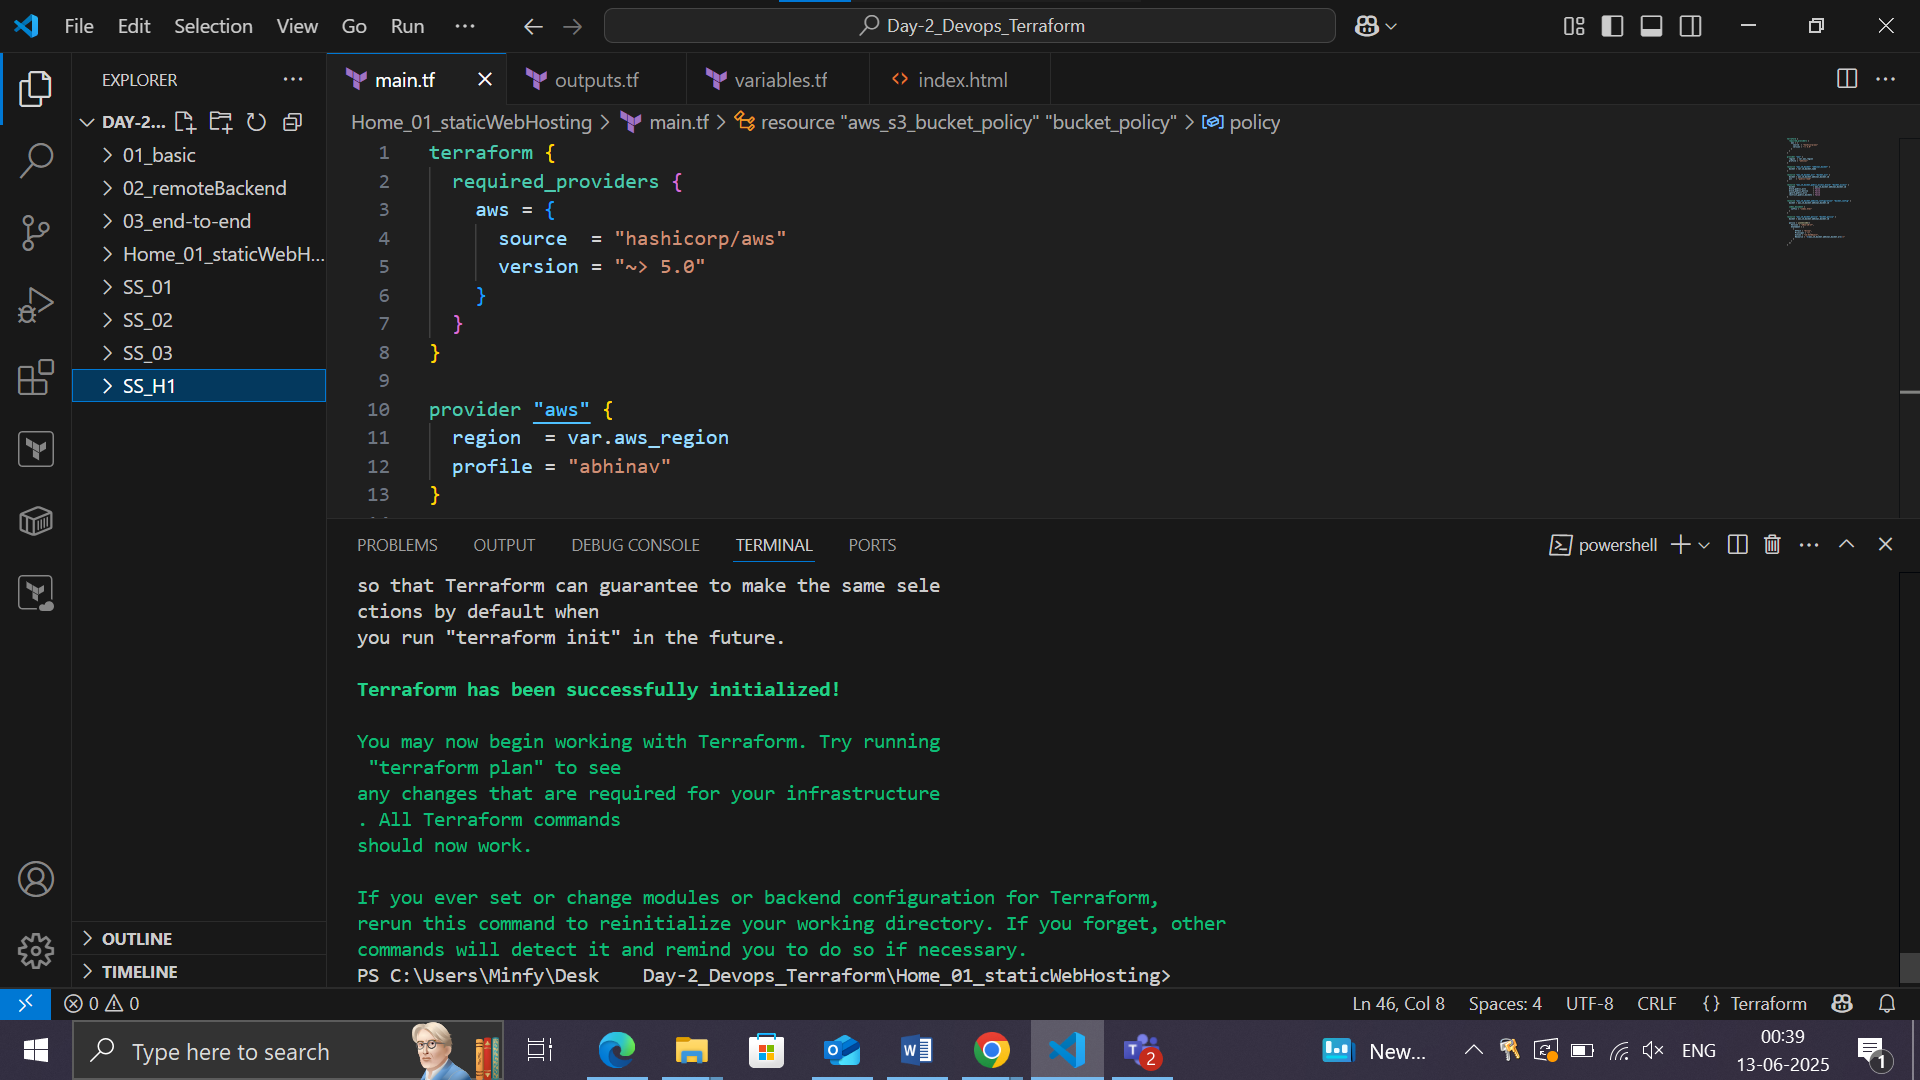 File Edit Selection View Go Run ··· Day-2_Devops_Terraform
EXPLORER
DAY-2...
01_basic
02_remoteBackend
03_end-to-end
Home_01_staticWebH...
SS_01
SS_02
SS_03
SS_H1
OUTLINE
TIMELINE
main.tf outputs.tf variables.tf index.html
Home_01_staticWebHosting > main.tf > resource "aws_s3_bucket_policy" "bucket_policy" > policy
1 terraform {
2 required_providers {
3 aws = {
4 source = "hashicorp/aws"
5 version = "~> 5.0"
6 }
7 }
8 }
9
10 provider "aws" {
11 region = var.aws_region
12 profile = "abhinav"
13 }
PROBLEMS OUTPUT DEBUG CONSOLE TERMINAL PORTS powershell
so that Terraform can guarantee to make the same sele
ctions by default when
you run "terraform init" in the future.
Terraform has been successfully initialized!
You may now begin working with Terraform. Try running
"terraform plan" to see
any changes that are required for your infrastructure
. All Terraform commands
should now work.
If you ever set or change modules or backend configuration for Terraform,
rerun this command to reinitialize your working directory. If you forget, other
commands will detect it and remind you to do so if necessary.
PS C:\Users\Minfy\Desk Day-2_Devops_Terraform\Home_01_staticWebHosting>
0 0 Ln 46, Col 8 Spaces: 4 UTF-8 CRLF {} Terraform
Type here to search 2 New... ENG 00:39
13-06-2025 1